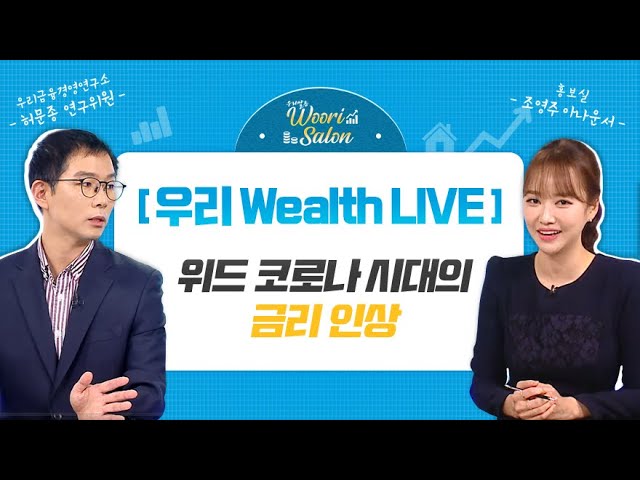 우리금융경영연구소
- 허문종 연구위원 -
홍보실
- 조영주 아나운서 -
Woori
Salon
[ 우리 Wealth LIVE ]
위드 코로나 시대의
금리 인상